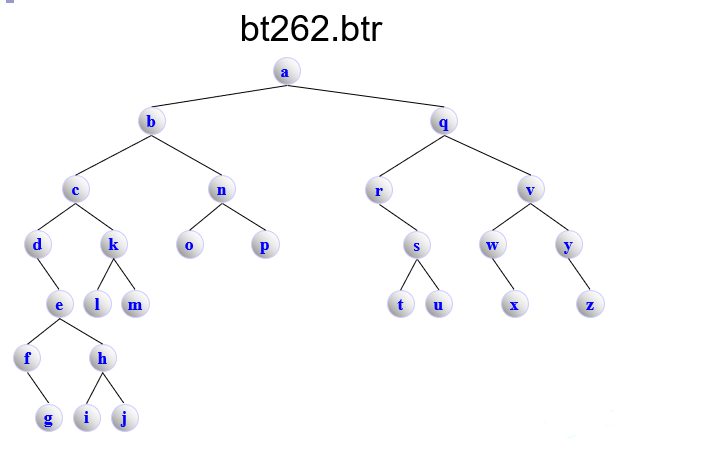 bt262.btr
a
b q
c n r v
d k o p s w y
e l m t u x z
f h
g i j